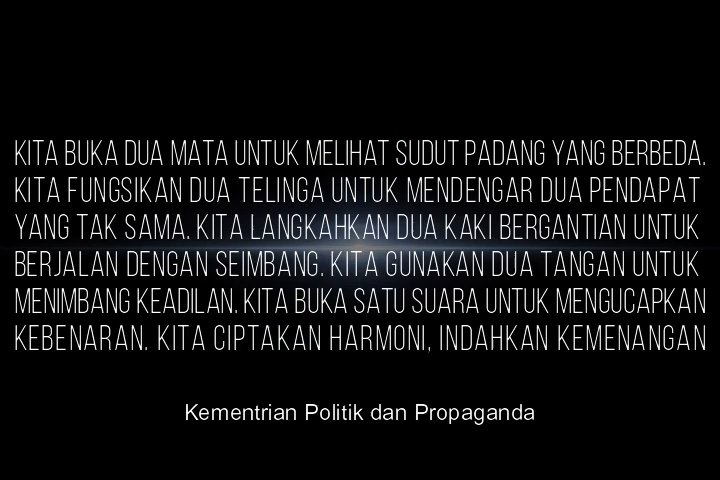 KITA BUKA DUA MATA UNTUK MELIHAT SUDUT PADANG YANG BERBEDA.
KITA FUNGSIKAN DUA TELINGA UNTUK MENDENGAR DUA PENDAPAT
YANG TAK SAMA. KITA LANGKAHKAN DUA KAKI BERGANTIAN UNTUK
BERJALAN DENGAN SEIMBANG. KITA GUNAKAN DUA TANGAN UNTUK
MENIMBANG KEADILAN. KITA BUKA SATU SUARA UNTUK MENGUCAPKAN
KEBENARAN. KITA CIPTAKAN HARMONI, INDAHKAN KEMENANGAN
Kementrian Politik dan Propaganda